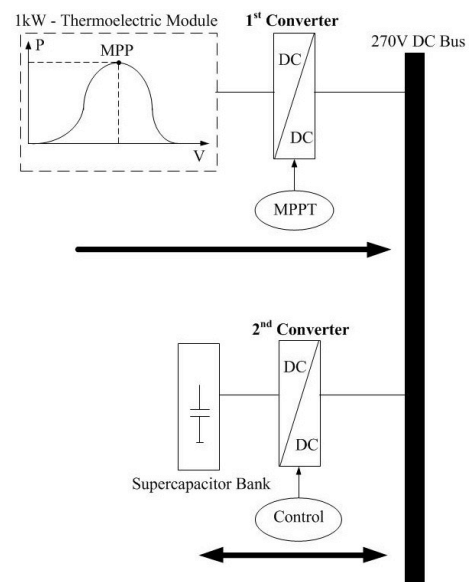 1kW - Thermoelectric Module
P
MPP
V
1st Converter
DC
DC
MPPT
270V DC Bus
2nd Converter
DC
DC
Supercapacitor Bank
Control